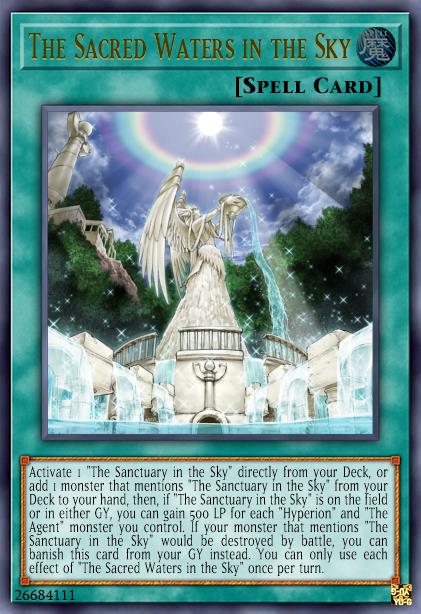 The Sacred Waters in the Sky
魔
[Spell Card]
Activate 1 "The Sanctuary in the Sky" directly from your Deck, or
add 1 monster that mentions "The Sanctuary in the Sky" from your
Deck to your hand, then, if "The Sanctuary in the Sky" is on the field
or in either GY, you can gain 500 LP for each "Hyperion" and "The
Agent" monster you control. If your monster that mentions "The
Sanctuary in the Sky" would be destroyed by battle, you can
banish this card from your GY instead. You can only use each
effect of "The Sacred Waters in the Sky" once per turn.
26684111